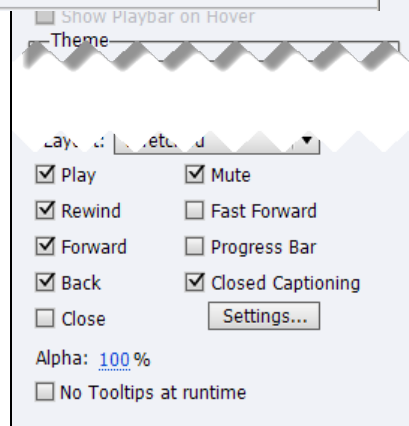 Show Playbar on Hover
Theme
Play
Mute
Rewind
Fast Forward
Forward
Progress Bar
Back
Closed Captioning
Close
Settings...
Alpha: 100 %
No Tooltips at runtime